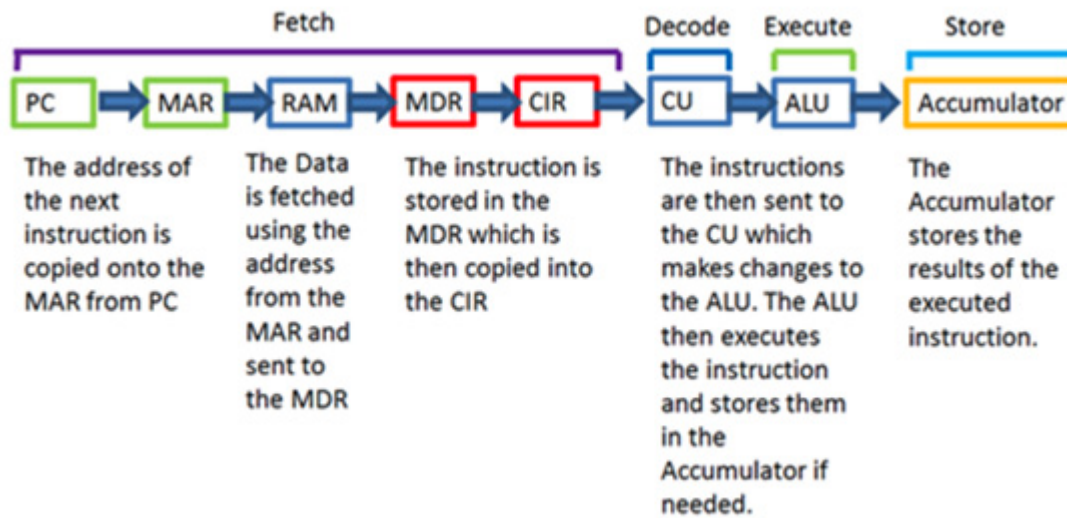 Fetch
Decode
Execute
Store
PC
MAR
RAM
MDR
CIR
CU
ALU
Accumulator
The address of
the next
instruction is
copied onto the
MAR from PC
The Data
is fetched
using the
address
from the
MAR and
sent to
the MDR
The instruction is
stored in the
MDR which is
then copied into
the CIR
The instructions
are then sent to
the CU which
makes changes to
the ALU. The ALU
then executes
the instruction
and stores them
in the
Accumulator if
needed.
The
Accumulator
stores the
results of the
executed
instruction.